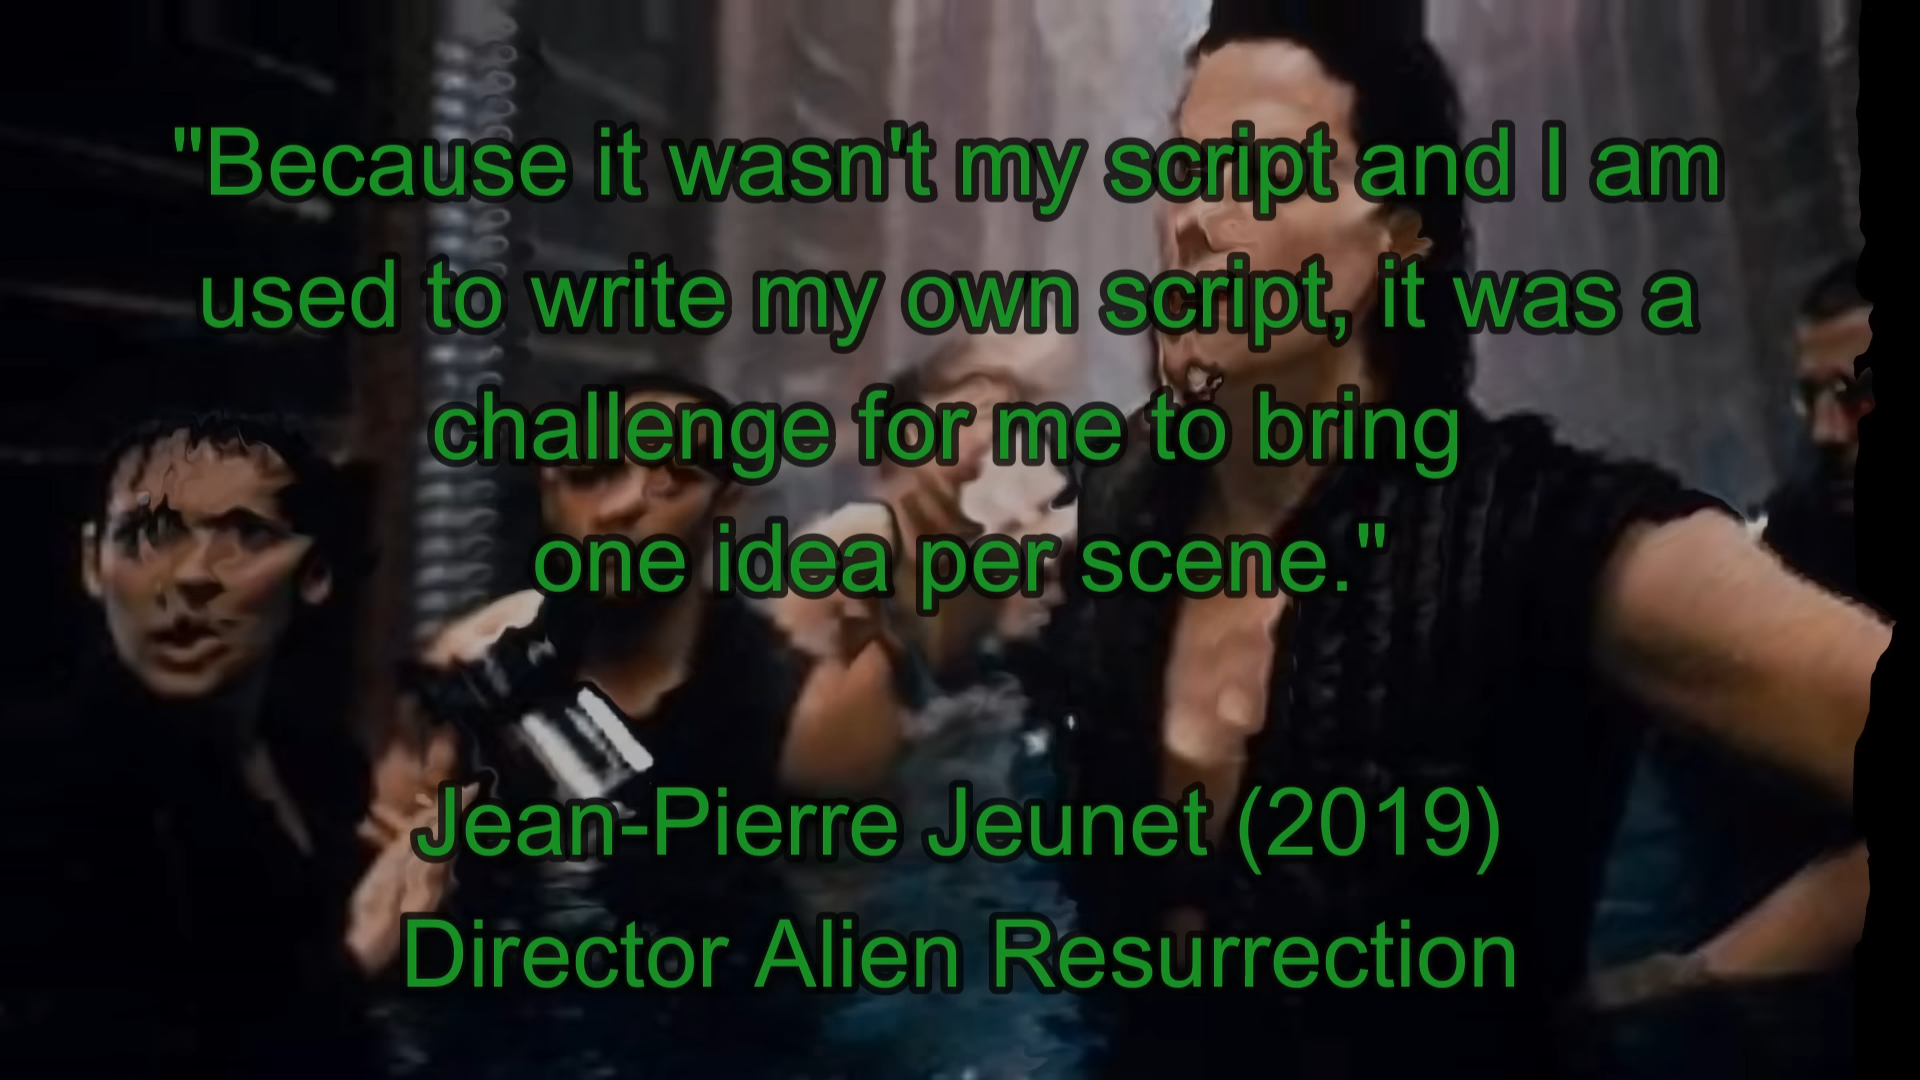 "Because it wasn't my script and I am
used to write my own script, it was a
challenge for me to bring
one idea per scene."
Jean-Pierre Jeunet (2019)
Director Alien Resurrection